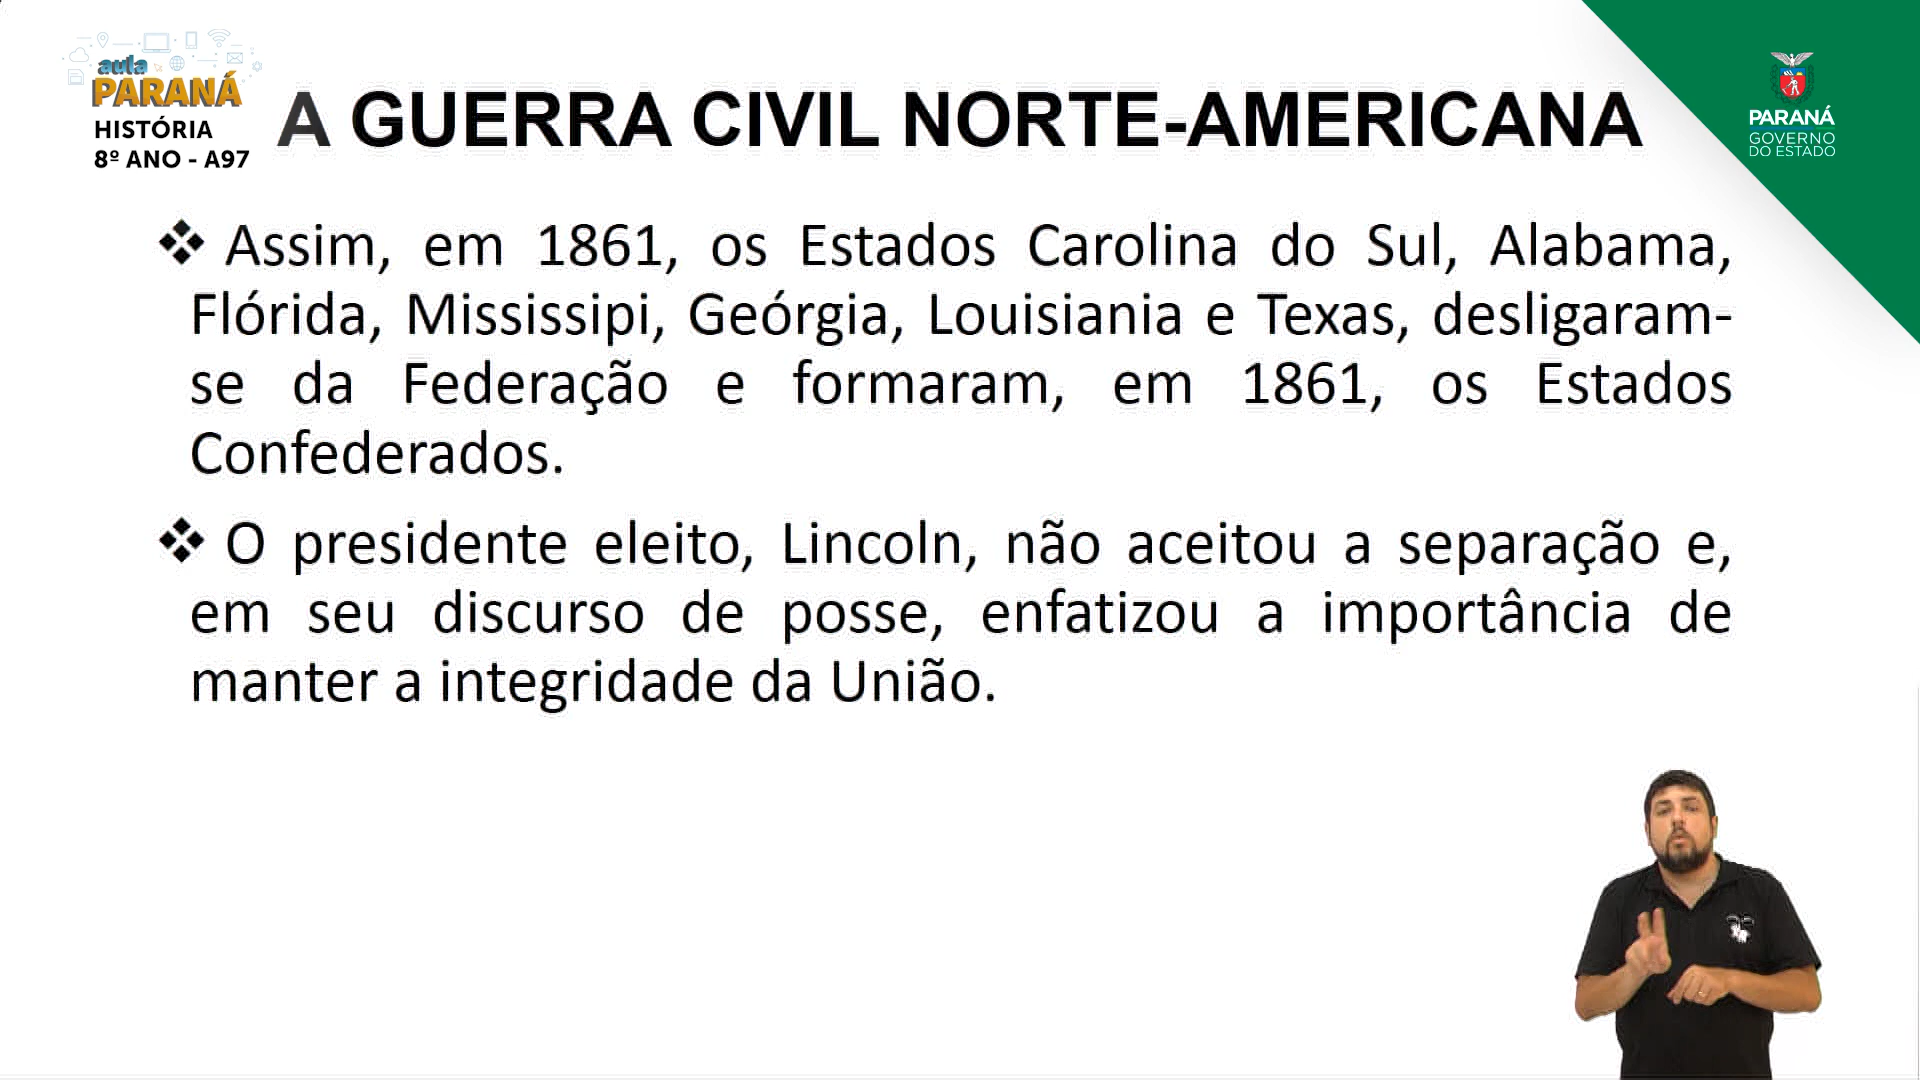 aula
PARANÁ
HISTÓRIA
8º ANO - A97
A GUERRA CIVIL NORTE-AMERICANA
PARANÁ
GOVERNO
DO ESTADO
❖ Assim, em 1861, os Estados Carolina do Sul, Alabama,
Flórida, Mississipi, Geórgia, Louisiania e Texas, desligaram-
se da Federação e formaram, em 1861, os Estados
Confederados.
❖ O presidente eleito, Lincoln, não aceitou a separação e,
em seu discurso de posse, enfatizou a importância de
manter a integridade da União.